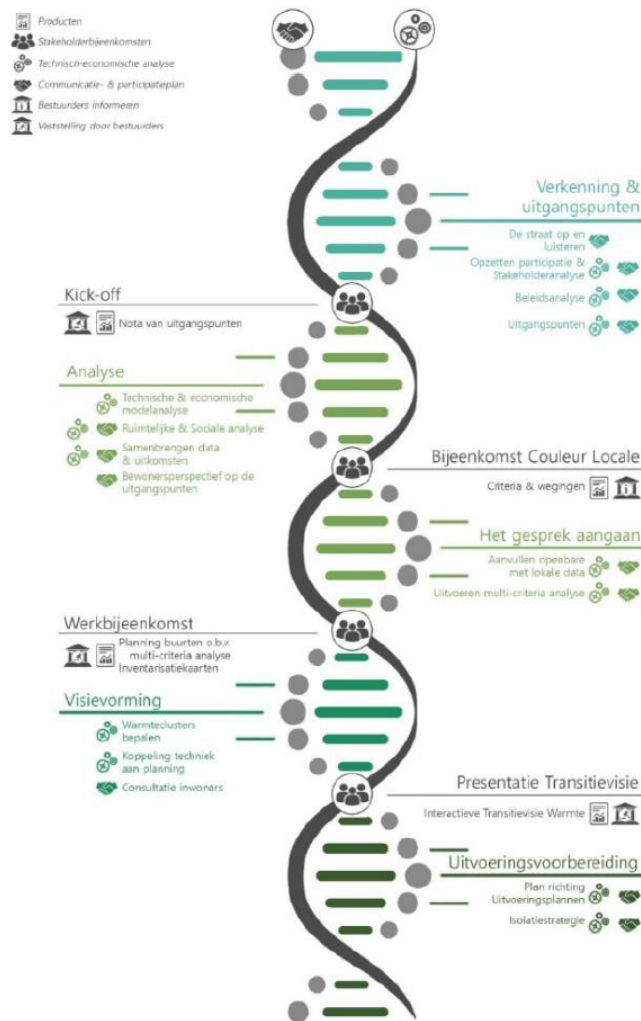 Producten
Stakeholderbijeenkomsten
Technisch-economische analyse
Communicatie- & participatieplan
Bestuurders informeren
Vaststelling door bestuurders
Verkenning &
uitgangspunten
De straat op en
luisteren
Opzetten participatie &
Stakeholderanalyse
Beleidsanalyse
Uitgangspunten
Kick-off
Nota van uitgangspunten
Analyse
Technische & economische
modelanalyse
Ruimtelijke & Sociale analyse
Samenbrengen data
& uitkomsten
Bewonersperspectief op de
uitgangspunten
Bijeenkomst Couleur Locale
Criteria & wegingen
Het gesprek aangaan
Aanvullen openbare
met lokale data
Uitvoeren multi-criteria analyse
Werkbijeenkomst
Planning buurten o.b.v.
multi-criteria analyse
Inventarisatiekaarten
Visievorming
Warmteclusters
bepalen
Koppeling techniek
aan planning
Consultatie inwoners
Presentatie Transitievisie
Interactieve Transitievisie Warmte
Uitvoeringsvoorbereiding
Plan richting
Uitvoeringsplannen
Isolatiestrategie